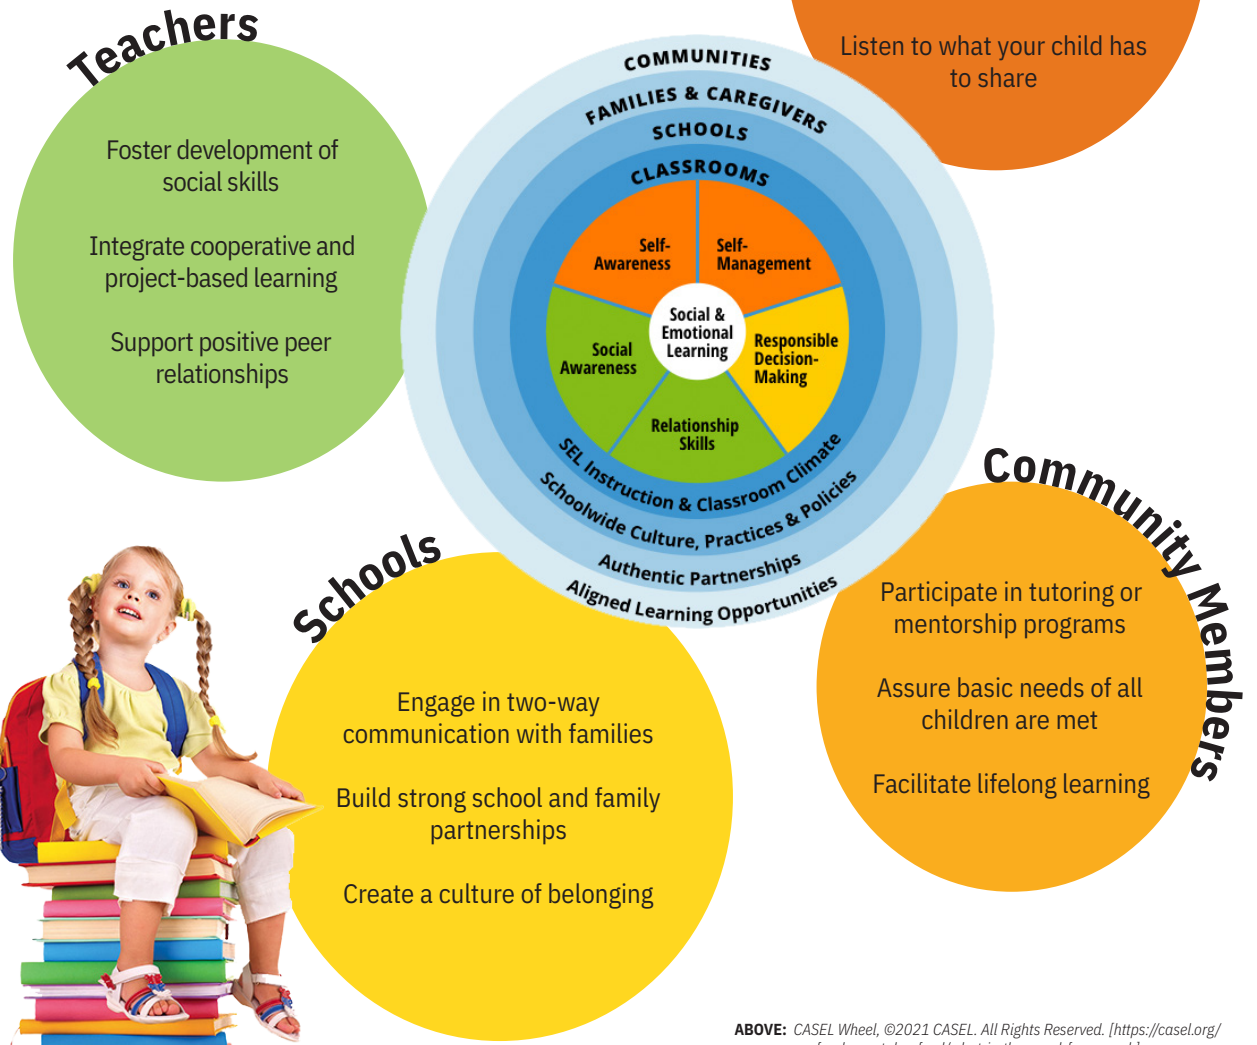 Teachers
Foster development of
social skills
Integrate cooperative and
project-based learning
Support positive peer
relationships
Listen to what your child has
to share
COMMUNITIES
FAMILIES & CAREGIVERS
SCHOOLS
CLASSROOMS
Self-
Awareness
Self-
Management
Social &
Emotional
Learning
Social
Awareness
Responsible
Decision-
Making
Relationship
Skills
SEL Instruction & Classroom Climate
Schoolwide Culture, Practices & Policies
Authentic Partnerships
Aligned Learning Opportunities
Schools
Engage in two-way
communication with families
Build strong school and family
partnerships
Create a culture of belonging
Community Members
Participate in tutoring or
mentorship programs
Assure basic needs of all
children are met
Facilitate lifelong learning
ABOVE: CASEL Wheel, ©2021 CASEL. All Rights Reserved. [https://casel.org/